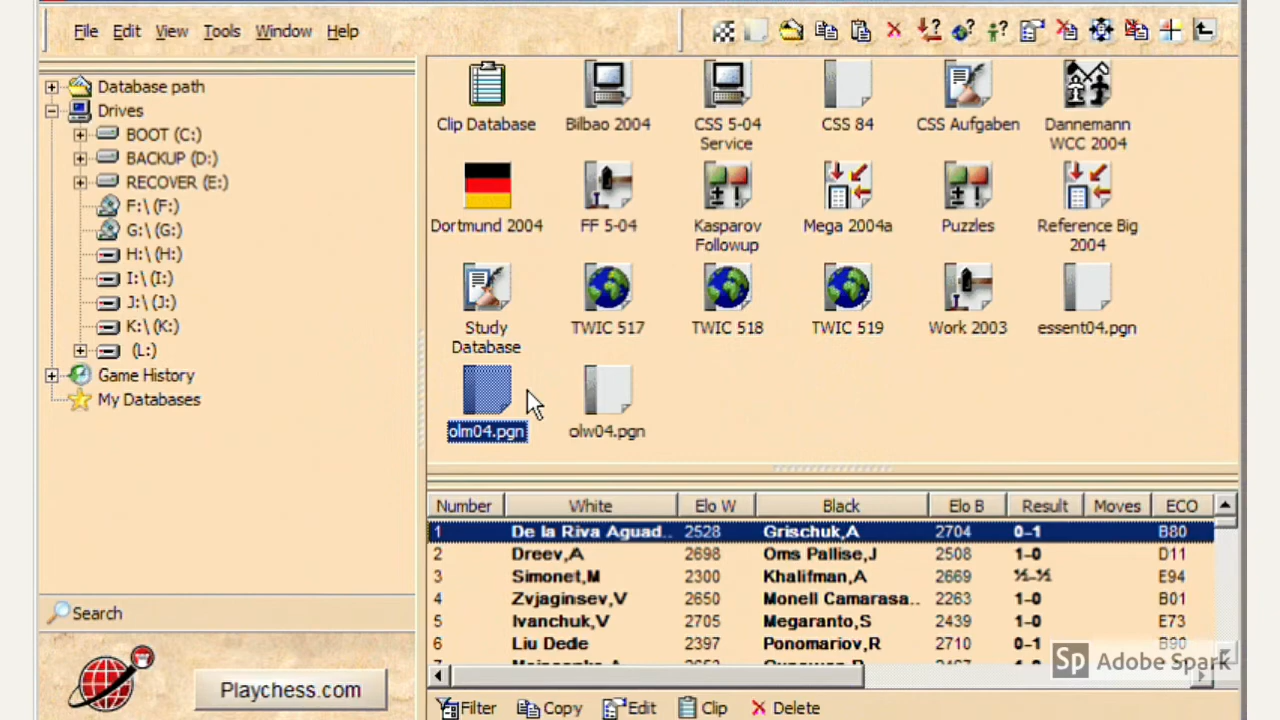 File Edit View Tools Window Help
Database path
Drives
BOOT (C:)
BACKUP (D:)
RECOVER (E:)
F:\ (F:)
G:\ (G:)
H:\ (H:)
I:\ (I:)
J:\ (J:)
K:\ (K:)
(L:)
Game History
My Databases
Search
Playchess.com
Clip Database Bilbao 2004 CSS 5-04 Service CSS 84 CSS Aufgaben Dannemann WCC 2004
Dortmund 2004 FF 5-04 Kasparov Followup Mega 2004a Puzzles Reference Big 2004
Study Database TWIC 517 TWIC 518 TWIC 519 Work 2003 essent04.pgn
olm04.pgn olw04.pgn
Number White Elo W Black Elo B Result Moves ECO
1 De la Riva Aguad.. 2528 Grischuk,A 2704 0-1 B80
2 Dreev,A 2698 Oms Pallise,J 2508 1-0 D11
3 Simonet,M 2300 Khalifman,A 2669 ½-½ E94
4 Zvjaginsev,V 2650 Monell Camarasa.. 2263 1-0 B01
5 Ivanchuk,V 2705 Megaranto,S 2439 1-0 E73
6 Liu Dede 2397 Ponomariov,R 2710 0-1 B90
Sp Adobe Spark
Filter Copy Edit Clip Delete